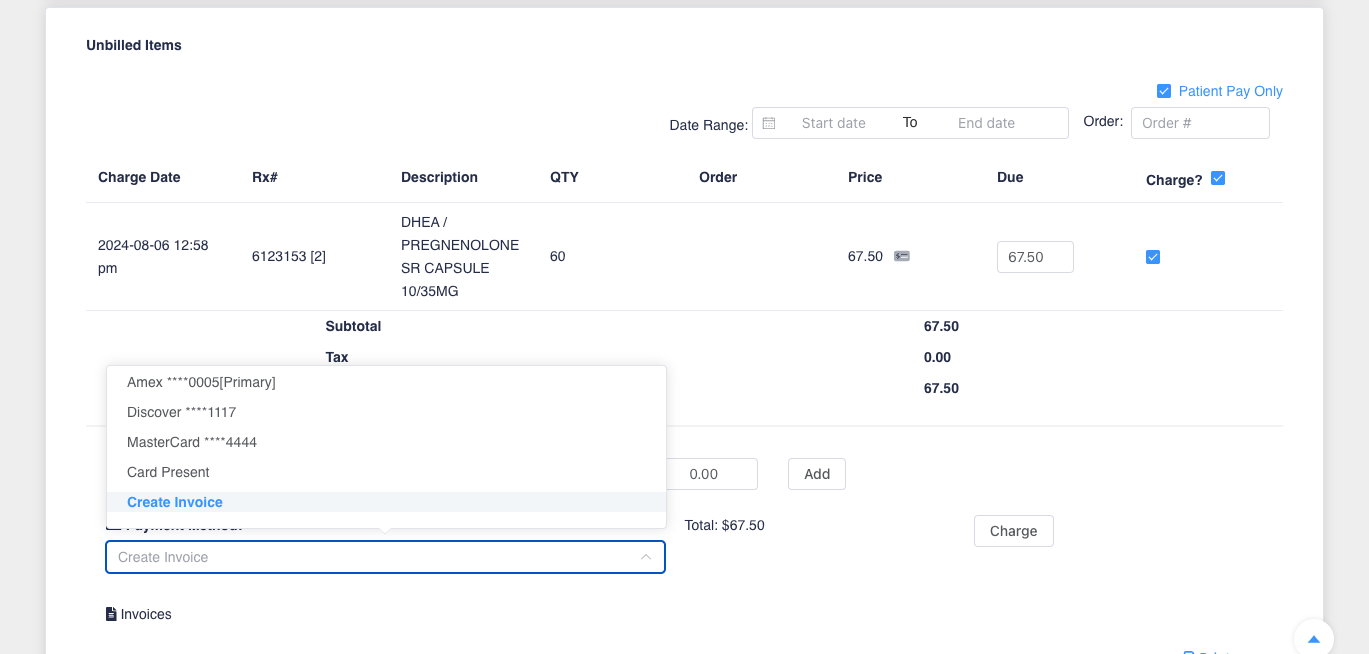 Unbilled Items
Patient Pay Only
Date Range: Start date To End date Order: Order #
Charge Date Rx# Description QTY Order Price Due Charge?
2024-08-06 12:58 pm 6123153 [2] DHEA / PREGNENOLONE SR CAPSULE 10/35MG 60 67.50 67.50
Subtotal 67.50
Tax 0.00
67.50
Amex ****0005[Primary]
Discover ****1117
MasterCard ****4444
Card Present
Create Invoice
0.00 Add
Payment Method:
Total: $67.50
Charge
Create Invoice
Invoices